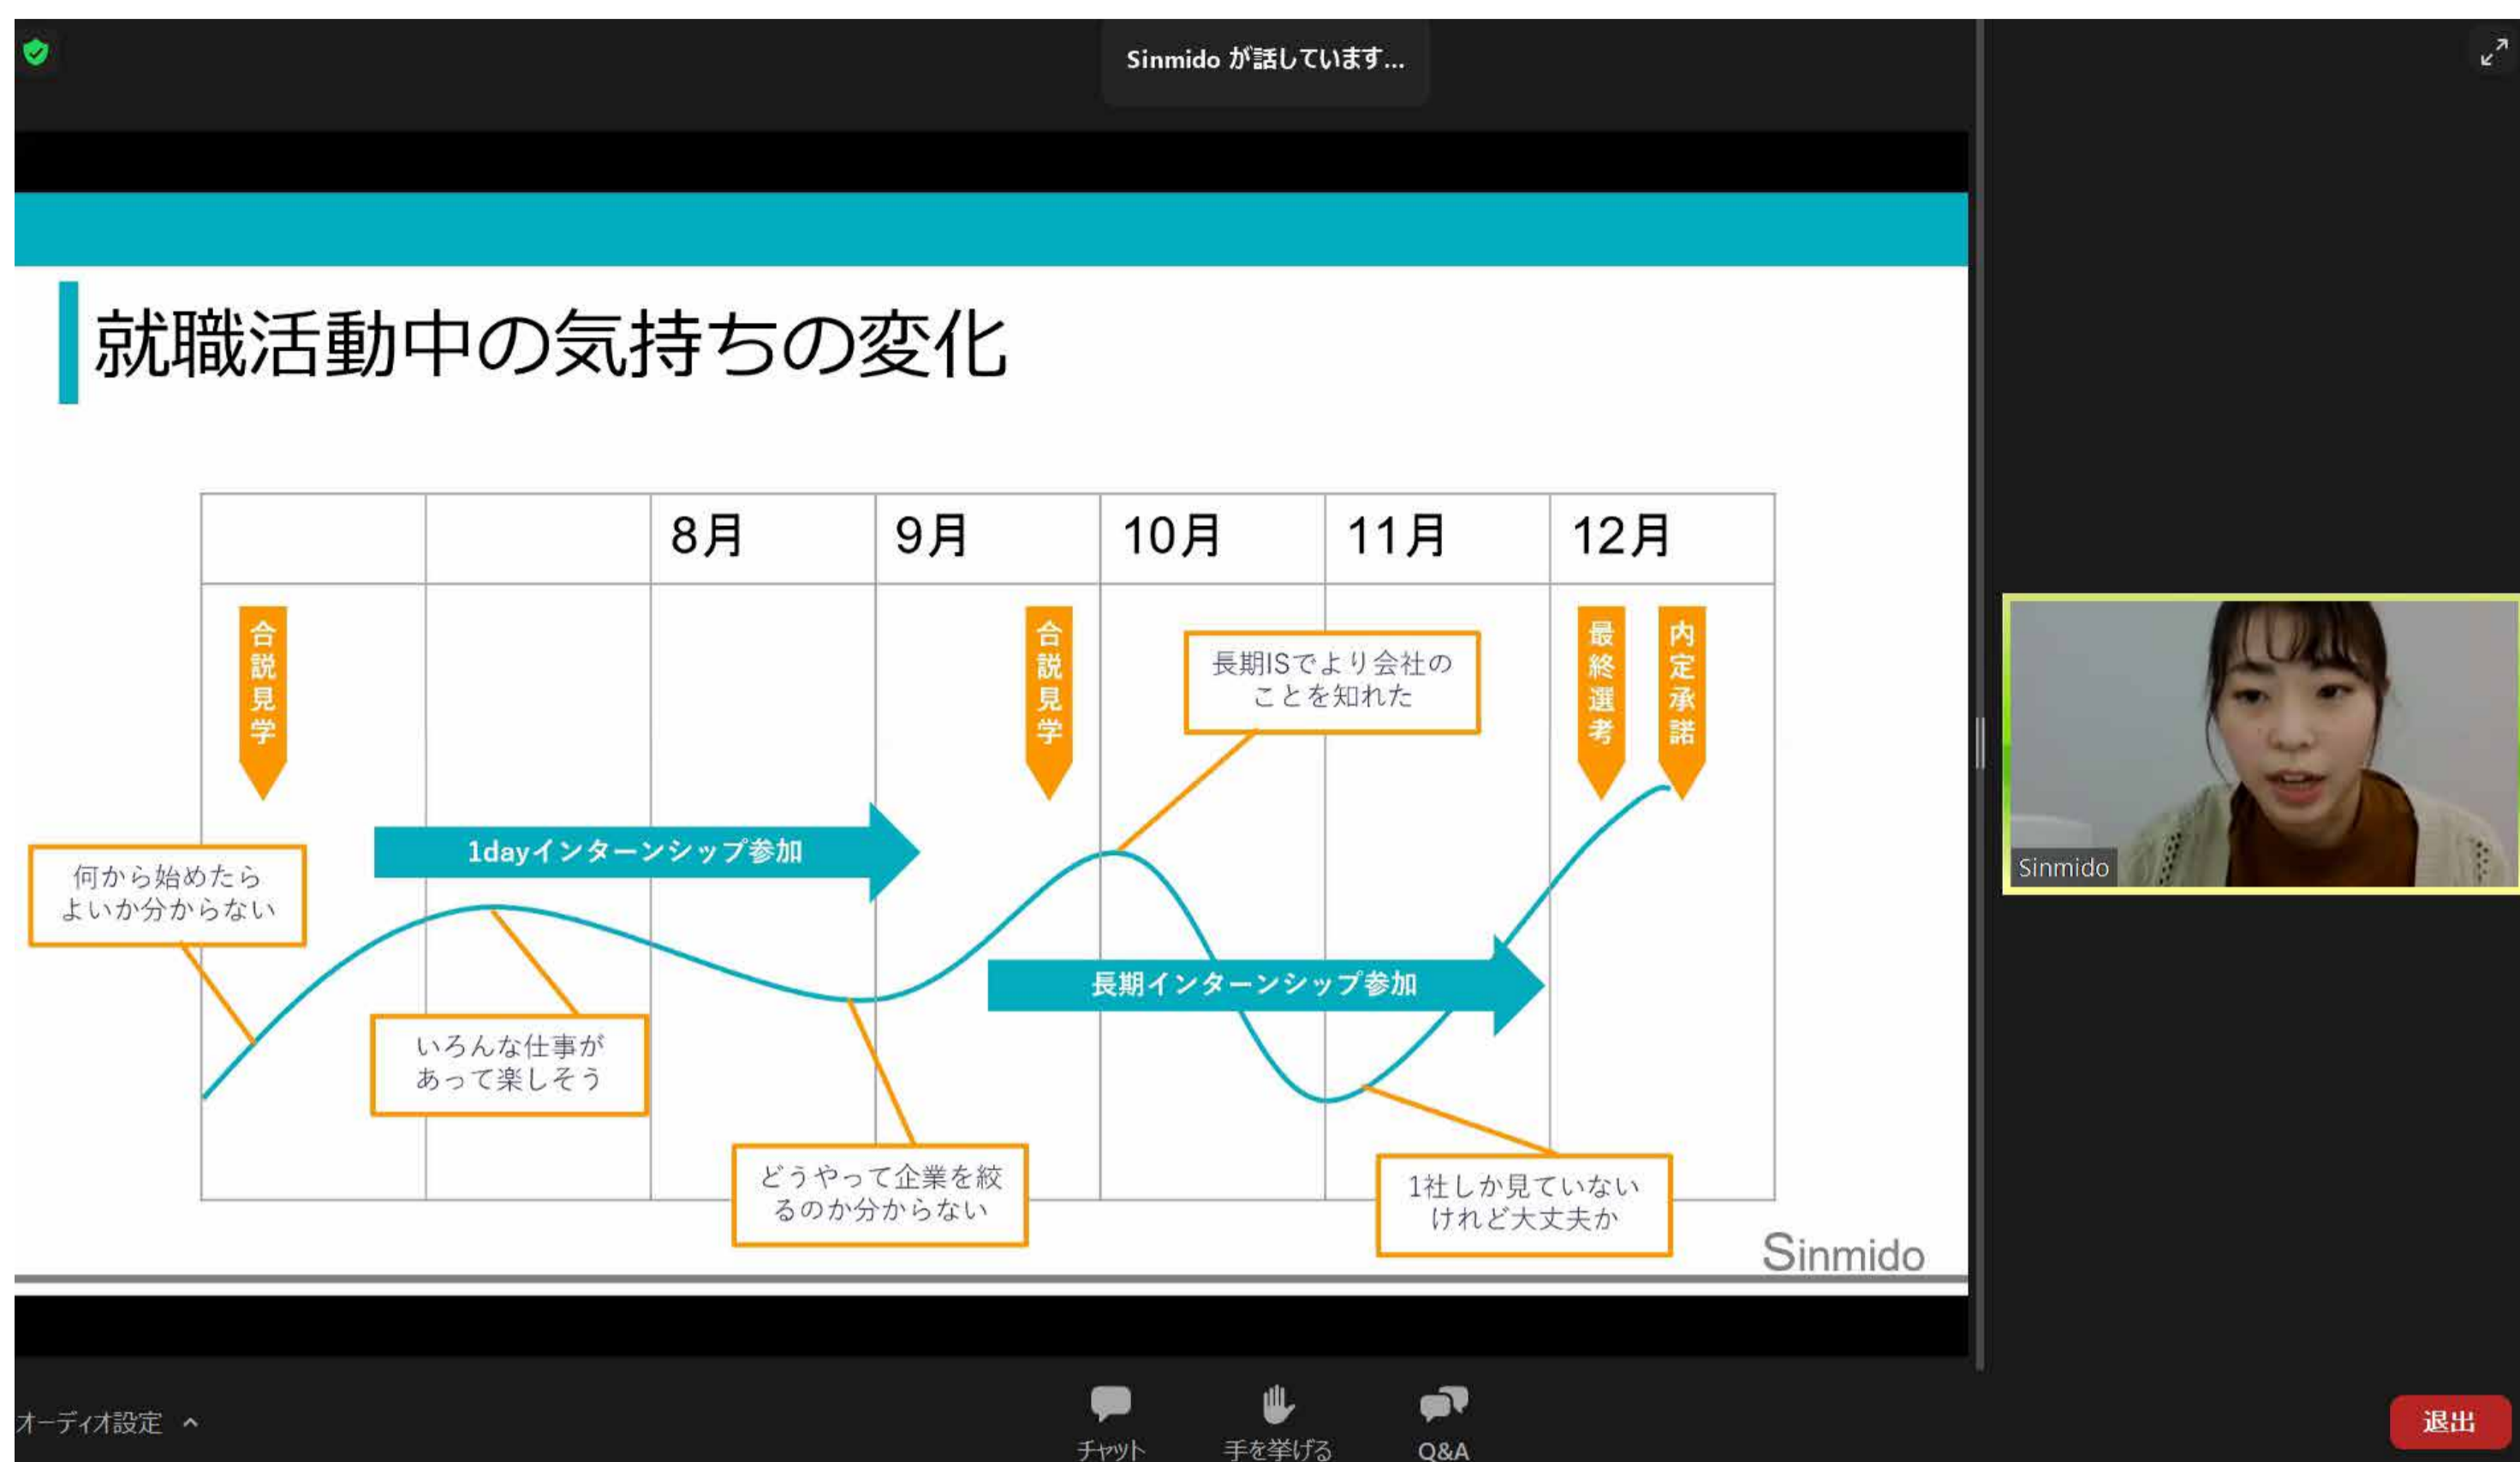 Sinmido が話しています...
就職活動中の気持ちの変化
8月
9月
10月
11月
12月
合説見学
合説見学
長期ISでより会社の
ことを知れた
最終選考
内定承諾
1dayインターンシップ参加
何から始めたら
よいか分からない
長期インターンシップ参加
いろんな仕事が
あって楽しそう
どうやって企業を絞
るのか分からない
1社しか見ていない
けれど大丈夫か
Sinmido
Sinmido
オーディオ設定
チャット
手を挙げる
Q&A
退出